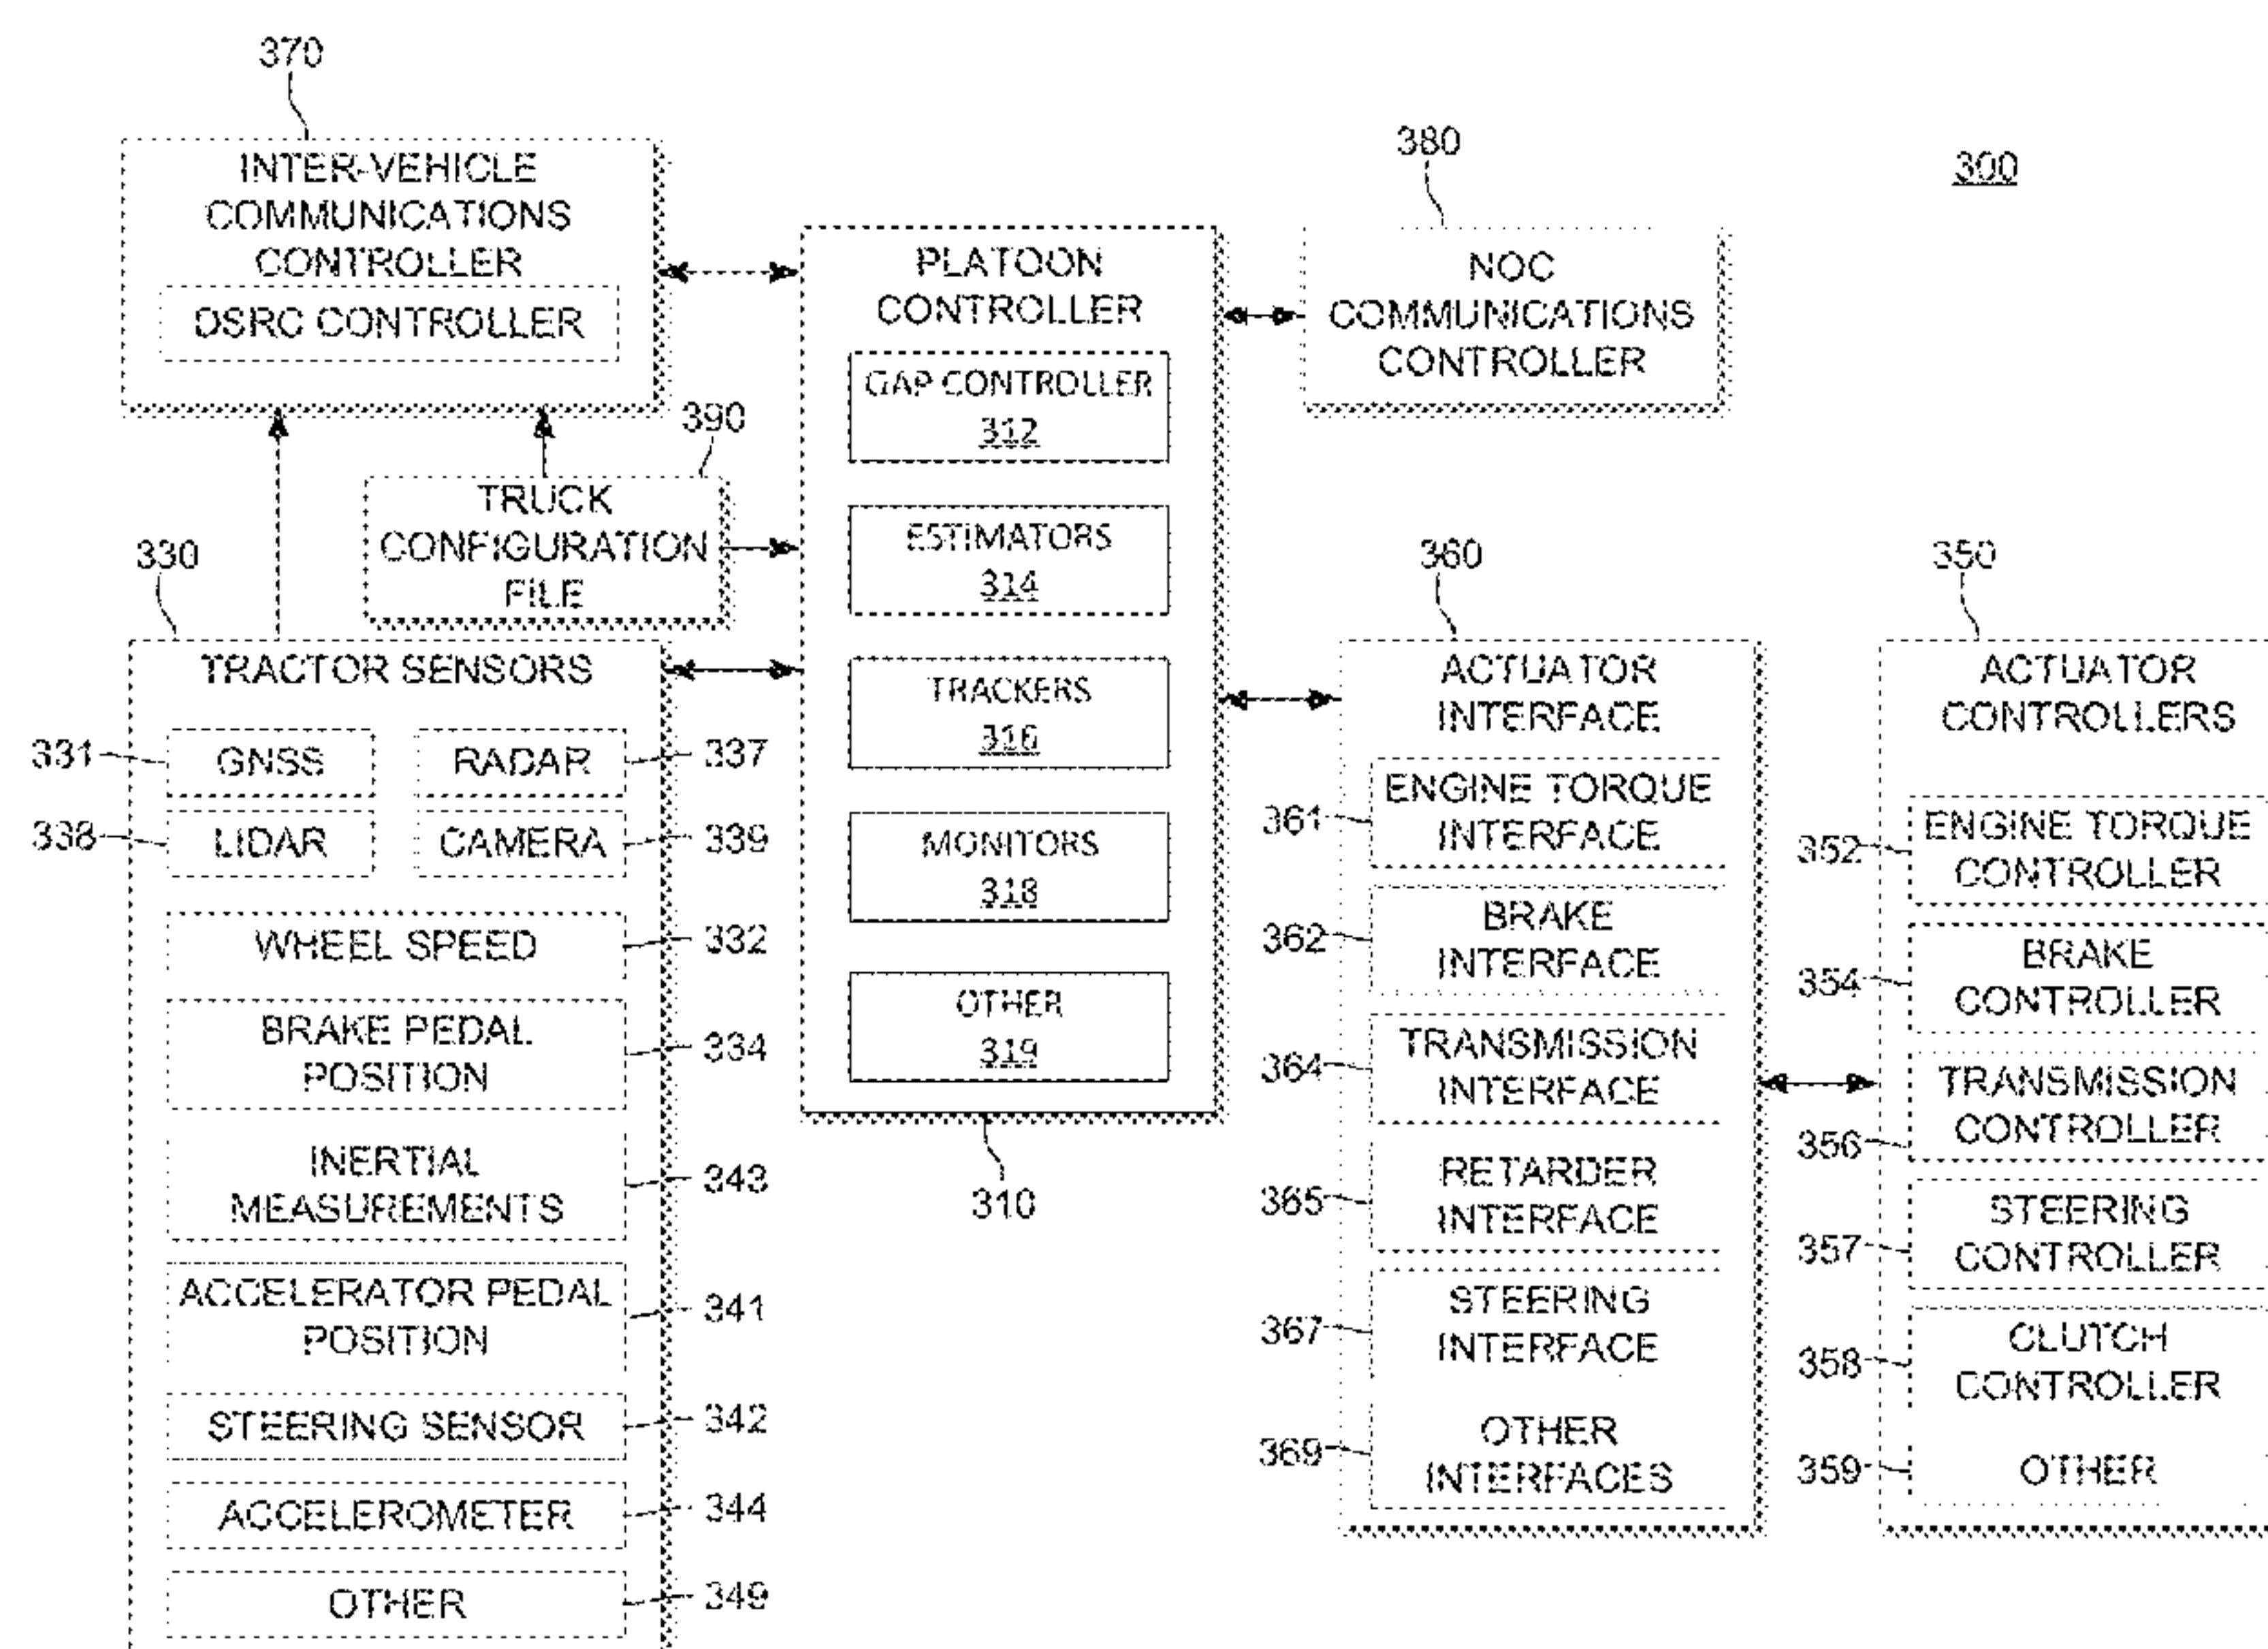 370
INTER-VEHICLE
COMMUNICATIONS
CONTROLLER
DSRC CONTROLLER
380
300
PLATOON
CONTROLLER
GAP CONTROLLER
312
ESTIMATORS
314
TRACKERS
316
MONITORS
318
OTHER
319
310
NOC
COMMUNICATIONS
CONTROLLER
390
TRUCK
CONFIGURATION
FILE
330
TRACTOR SENSORS
331
GNSS
RADAR
337
338
LIDAR
CAMERA
339
WHEEL SPEED
332
BRAKE PEDAL
POSITION
334
INERTIAL
MEASUREMENTS
343
ACCELERATOR PEDAL
POSITION
341
STEERING SENSOR
342
ACCELEROMETER
344
OTHER
349
360
ACTUATOR
INTERFACE
361
ENGINE TORQUE
INTERFACE
362
BRAKE
INTERFACE
364
TRANSMISSION
INTERFACE
365
RETARDER
INTERFACE
367
STEERING
INTERFACE
369
OTHER
INTERFACES
350
ACTUATOR
CONTROLLERS
352
ENGINE TORQUE
CONTROLLER
354
BRAKE
CONTROLLER
356
TRANSMISSION
CONTROLLER
357
STEERING
CONTROLLER
358
CLUTCH
CONTROLLER
359
OTHER